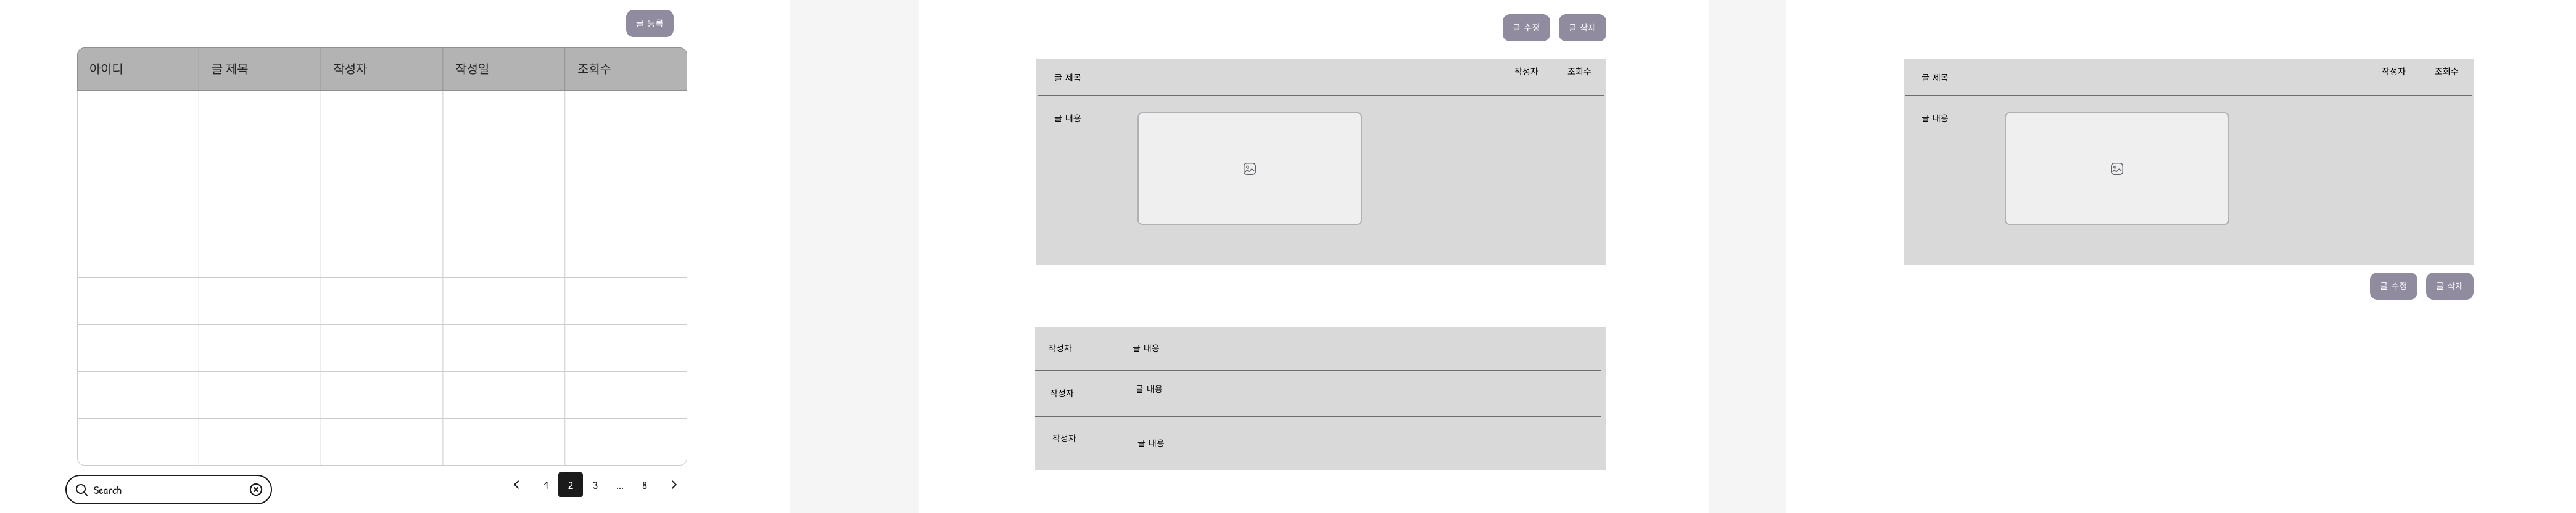 글 등록
아이디 글 제목 작성자 작성일 조회수
Search
1 2 3 ... 8
글 수정 글 삭제
글 제목 작성자 조회수
글 내용
작성자 글 내용
작성자 글 내용
작성자 글 내용
글 제목 작성자 조회수
글 내용
글 수정 글 삭제